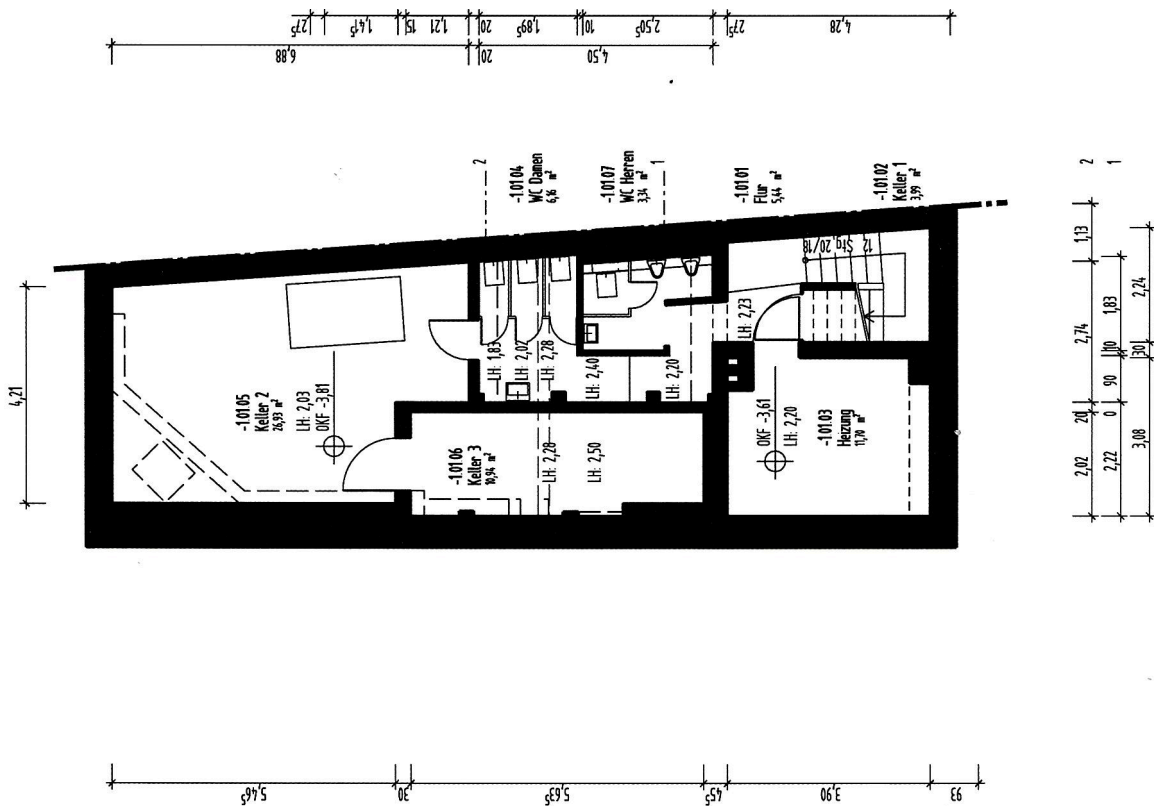 27⁵
1,41⁵
15
1,21
20
1,89⁵
10
2,50⁵
27⁵
4,28
6,88
20
4,50
2
-1.01.04
WC Damen
6,16 m²
-1.01.07
WC Herren
3,34 m²
1
-1.01.01
Flur
5,44 m²
-1.01.02
Keller 1
3,99 m²
12 Stg. 20/18
4,21
-1.01.05
Keller 2
26,93 m²
LH: 2,03
OKF -3,81
LH: 1,83
LH: 2,07
LH: 2,28
LH: 2,40
LH: 2,20
LH: 2,23
-1.01.06
Keller 3
10,94 m²
LH: 2,28
LH: 2,50
OKF -3,61
LH: 2,20
-1.01.03
Heizung
11,70 m²
2
1
1,13
2,74
20
2,02
1,83
10
90
0
2,22
2,24
30
3,08
5,46⁵
30
5,63⁵
45⁵
3,90
93